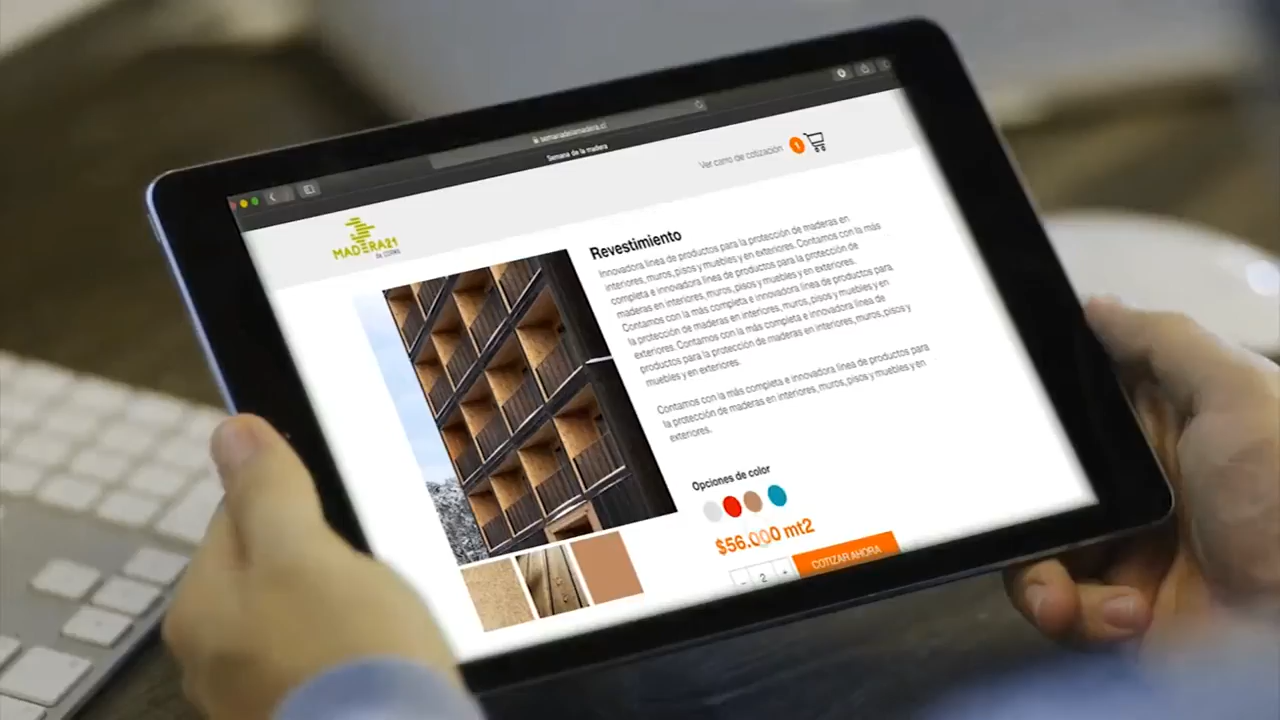 semanadelamadera.cl
Semana de la madera
Ver carro de cotización 1
MADERA21
Revestimiento
Innovadora línea de productos para la protección de maderas en
interiores, muros, pisos y muebles y en exteriores. Contamos con la más
completa e innovadora línea de productos para la protección de
maderas en interiores, muros, pisos y muebles y en exteriores.
Contamos con la más completa e innovadora línea de productos para
la protección de maderas en interiores, muros, pisos y muebles y en
exteriores. Contamos con la más completa e innovadora línea de
productos para la protección de maderas en interiores, muros, pisos y
muebles y en exteriores.
Contamos con la más completa e innovadora línea de productos para
la protección de maderas en interiores, muros, pisos y muebles y en
exteriores.
Opciones de color
$56.000 mt2
- 2 + COTIZAR AHORA